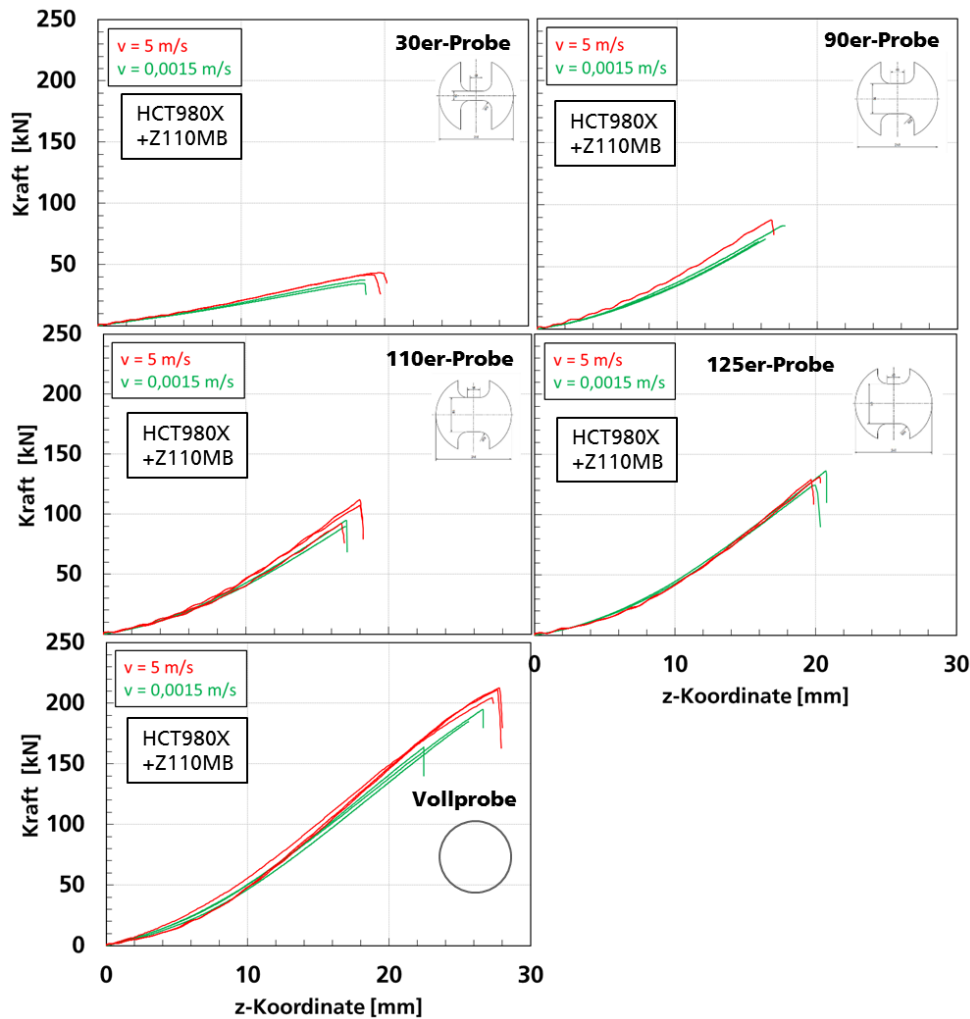 250
200
150
100
50
Kraft [kN]
v = 5 m/s
v = 0,0015 m/s
HCT980X
+Z110MB
30er-Probe
v = 5 m/s
v = 0,0015 m/s
HCT980X
+Z110MB
90er-Probe
250
200
150
100
50
Kraft [kN]
v = 5 m/s
v = 0,0015 m/s
HCT980X
+Z110MB
110er-Probe
v = 5 m/s
v = 0,0015 m/s
HCT980X
+Z110MB
125er-Probe
0 10 20 30
z-Koordinate [mm]
250
200
150
100
50
0
Kraft [kN]
v = 5 m/s
v = 0,0015 m/s
HCT980X
+Z110MB
Vollprobe
0 10 20 30
z-Koordinate [mm]